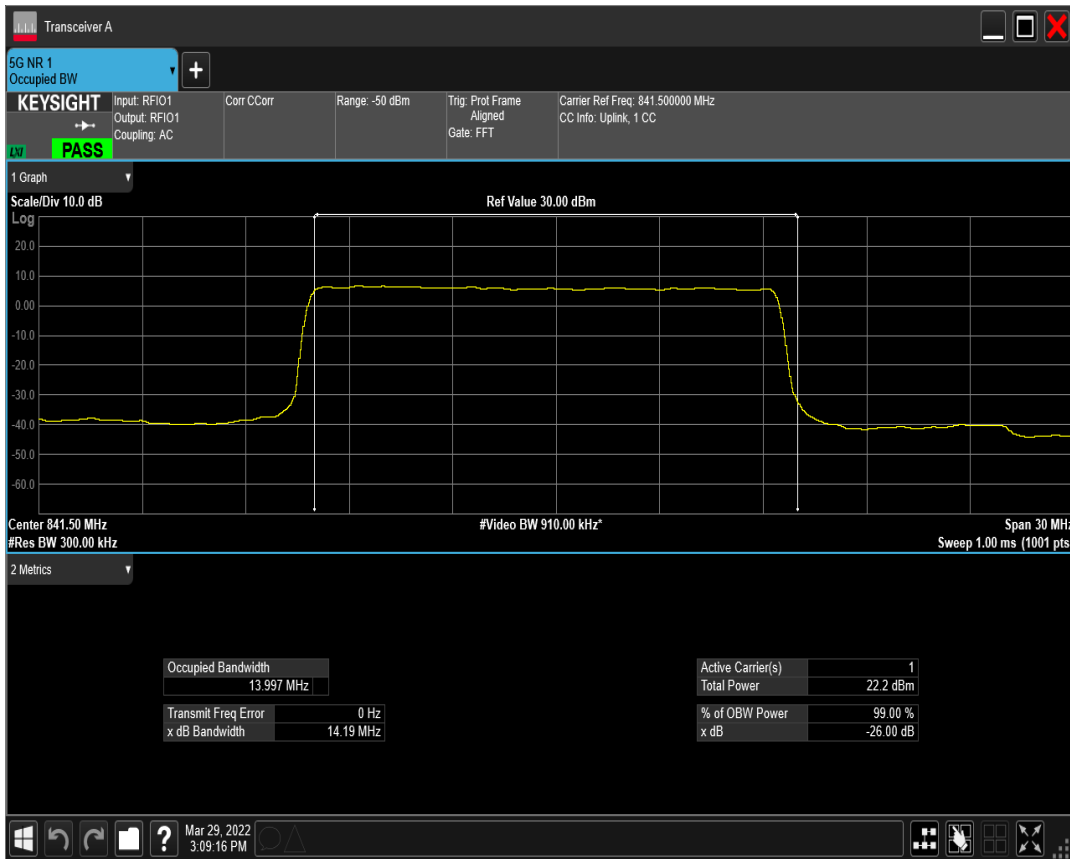 Transceiver A
5G NR 1
Occupied BW
+
KEYSIGHT
LXI
PASS
Input: RFIO1
Output: RFIO1
Coupling: AC
Corr CCorr
Range: -50 dBm
Trig: Prot Frame
Aligned
Gate: FFT
Carrier Ref Freq: 841.500000 MHz
CC Info: Uplink, 1 CC
1 Graph
Scale/Div 10.0 dB
Ref Value 30.00 dBm
Log
20.0
10.0
0.00
-10.0
-20.0
-30.0
-40.0
-50.0
-60.0
Center 841.50 MHz
#Video BW 910.00 kHz*
Span 30 MHz
#Res BW 300.00 kHz
Sweep 1.00 ms (1001 pts
2 Metrics
Occupied Bandwidth
13.997 MHz
Transmit Freq Error 0 Hz
x dB Bandwidth 14.19 MHz
Active Carrier(s) 1
Total Power 22.2 dBm
% of OBW Power 99.00 %
x dB -26.00 dB
?
Mar 29, 2022
3:09:16 PM